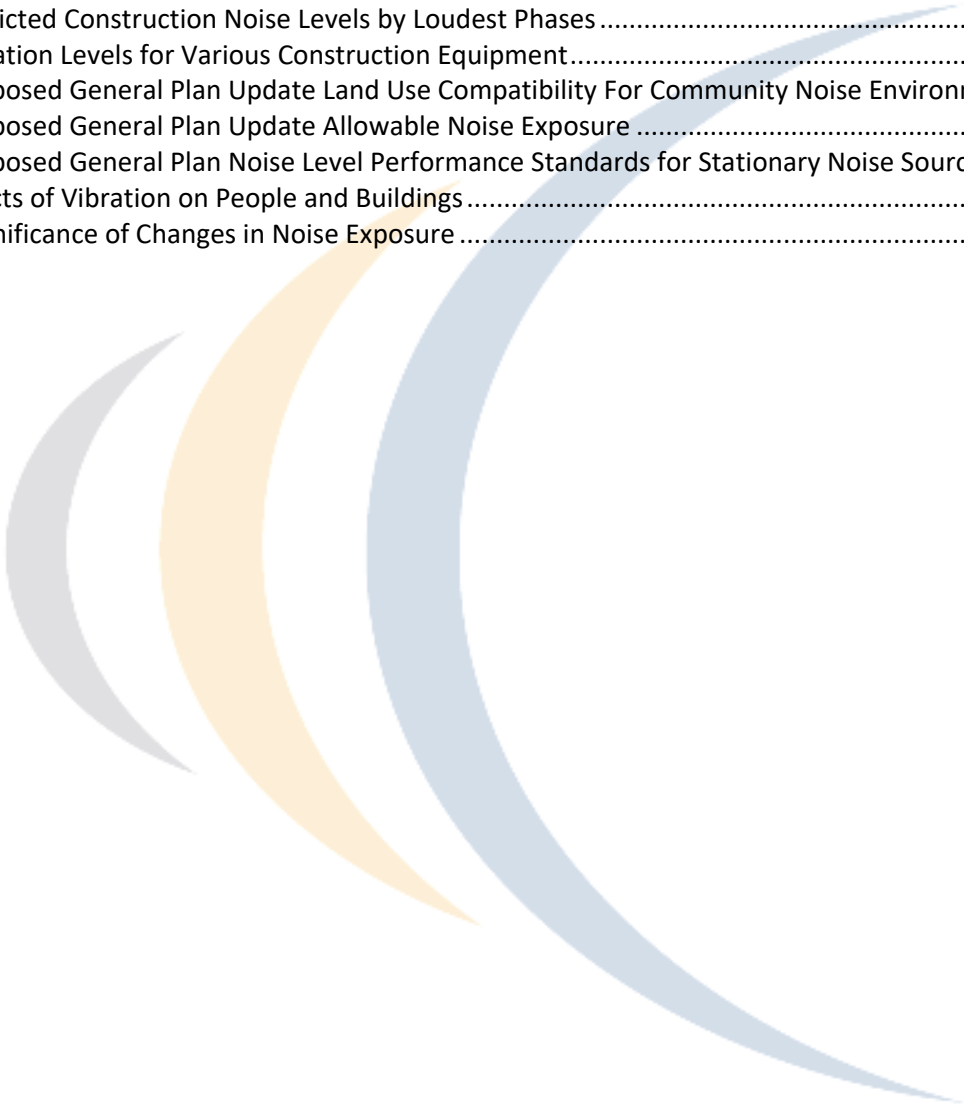 icted Construction Noise Levels by Loudest Phases ..........................................
ation Levels for Various Construction Equipment ..............................................
posed General Plan Update Land Use Compatibility For Community Noise Environ
posed General Plan Update Allowable Noise Exposure ....................................
posed General Plan Noise Level Performance Standards for Stationary Noise Sourc
cts of Vibration on People and Buildings ..........................................................
nificance of Changes in Noise Exposure ...........................................................